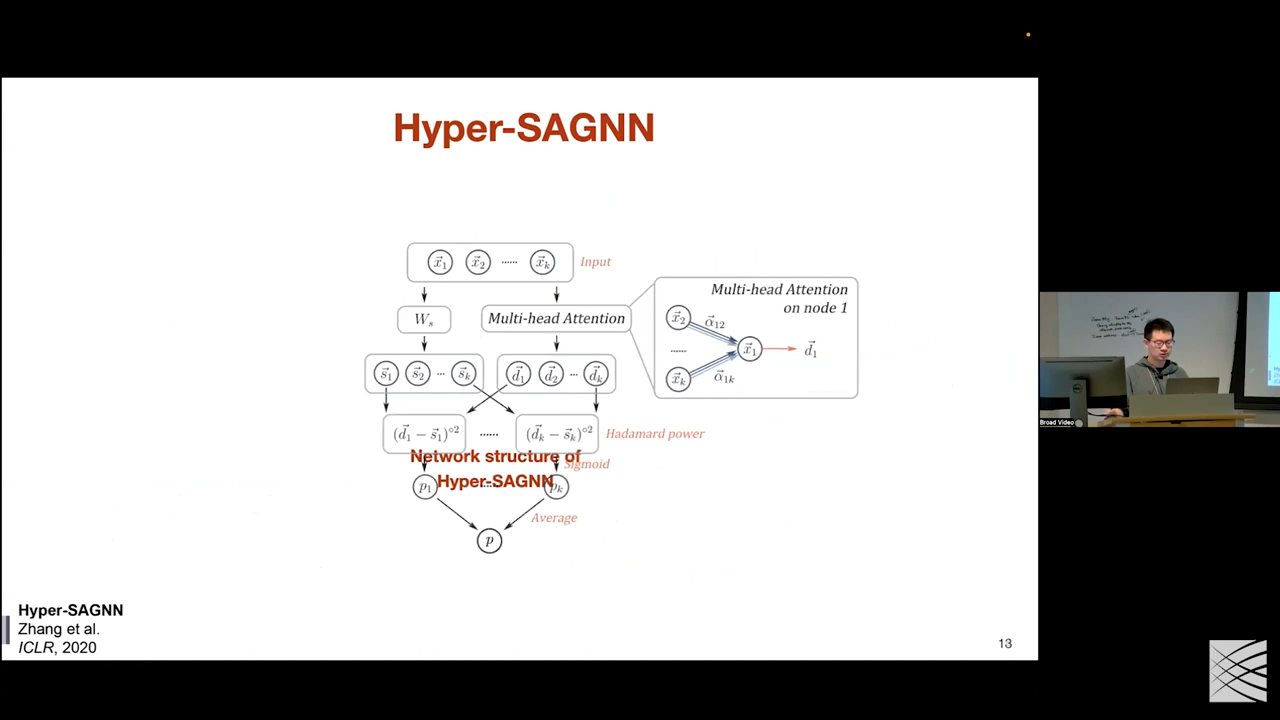 Hyper-SAGNN
x⃗₁ x⃗₂ ...... x⃗ₖ Input
Wₛ Multi-head Attention
Multi-head Attention
on node 1
x⃗₂ α⃗₁₂
...... x⃗₁ d⃗₁
x⃗ₖ α⃗₁ₖ
s⃗₁ s⃗₂ ... s⃗ₖ d⃗₁ d⃗₂ ... d⃗ₖ
(d⃗₁ − s⃗₁)°² ...... (d⃗ₖ − s⃗ₖ)°² Hadamard power
Network structure of
Hyper-SAGNN
Sigmoid
p₁ ...... pₖ
Average
p
Hyper-SAGNN
Zhang et al.
ICLR, 2020
13
Broad Video